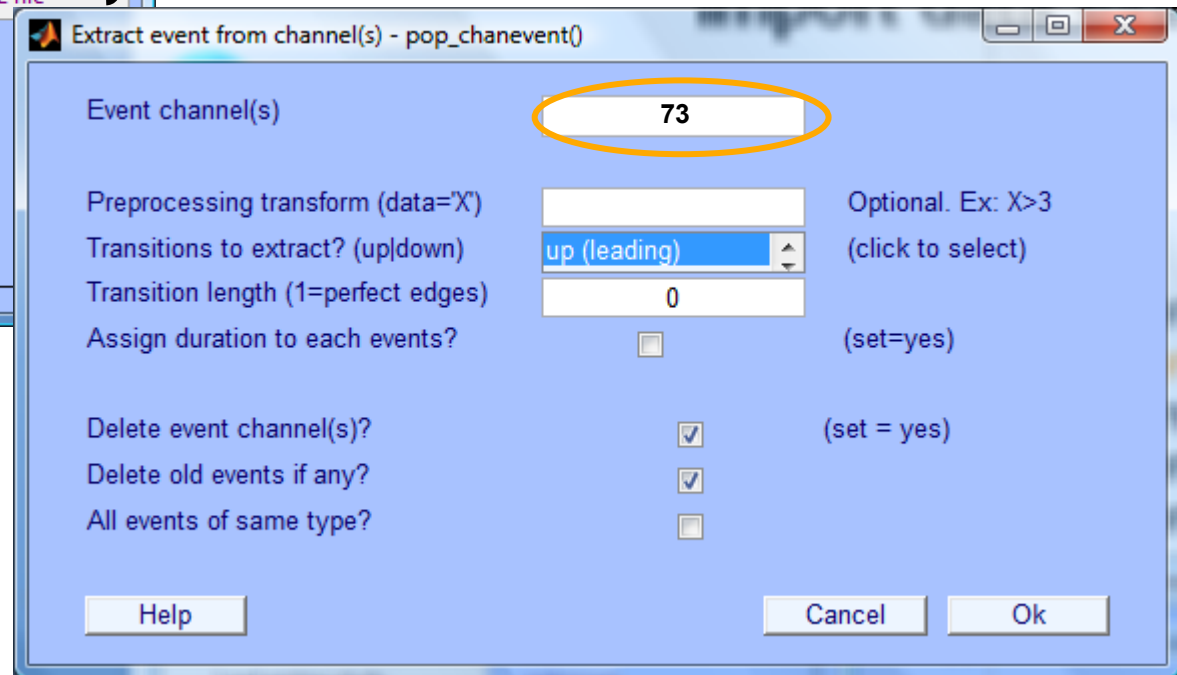 Extract event from channel(s) - pop_chanevent()
Event channel(s) 73
Preprocessing transform (data='X') Optional. Ex: X>3
Transitions to extract? (up|down) up (leading) (click to select)
Transition length (1=perfect edges) 0
Assign duration to each events? (set=yes)
Delete event channel(s)? (set = yes)
Delete old events if any?
All events of same type?
Help Cancel Ok